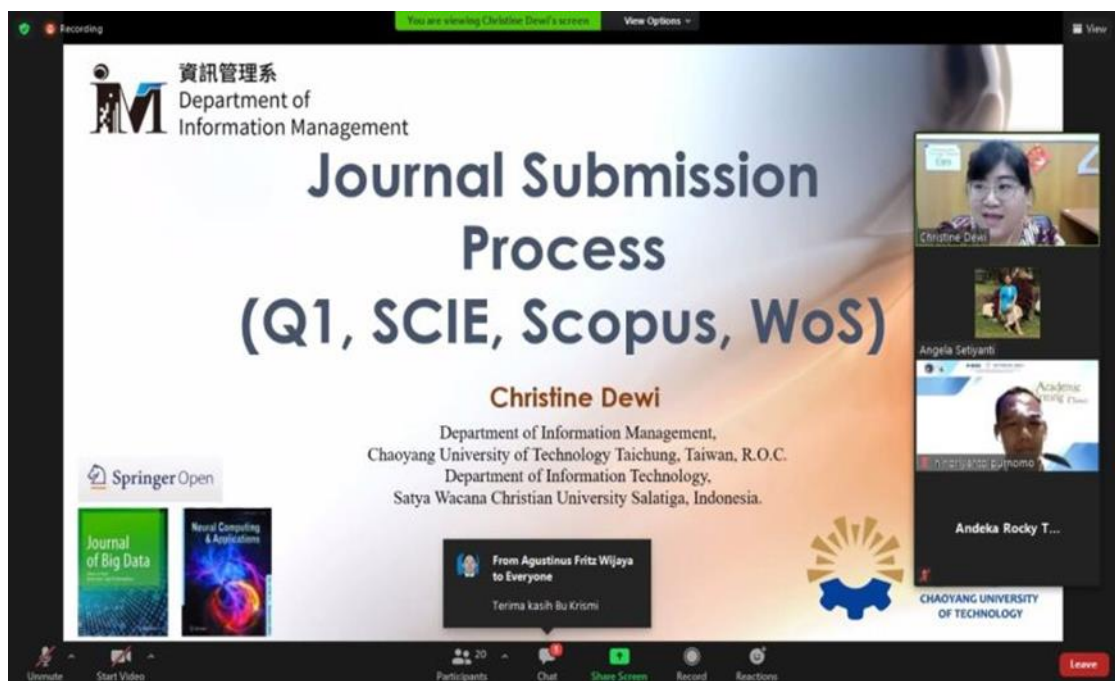 Recording
You are viewing Christine Dewi's screen
View Options
View
資訊管理系
Department of
Information Management
Journal Submission
Process
(Q1, SCIE, Scopus, WoS)
Christine Dewi
Department of Information Management,
Chaoyang University of Technology Taichung, Taiwan, R.O.C.
Department of Information Technology,
Satya Wacana Christian University Salatiga, Indonesia.
Springer Open
Journal
of Big Data
Neural Computing
& Applications
From Agustinus Fritz Wijaya
to Everyone
Terima kasih Bu Krismi
CHAOYANG UNIVERSITY
OF TECHNOLOGY
Christine Dewi
Angela Setiyanti
Academic
purnomo
Andeka Rocky T...
Unmute
Start Video
Participants
20
Chat
Share Screen
Record
Reactions
Leave